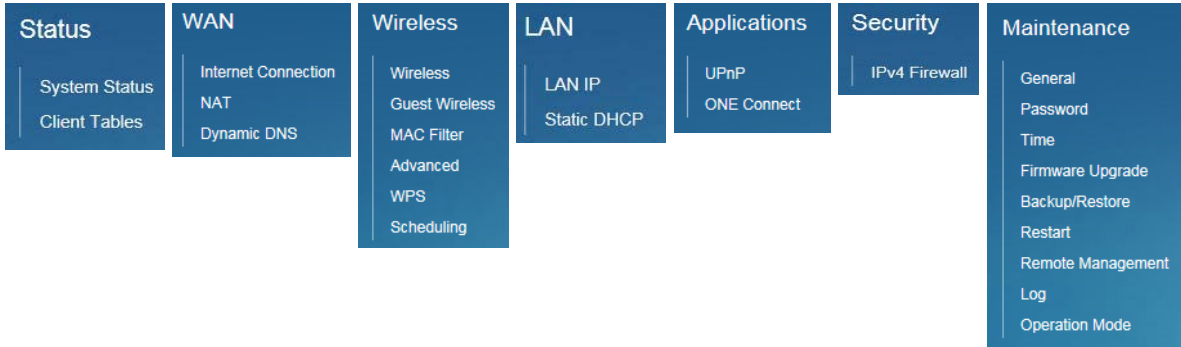 Status
System Status
Client Tables
WAN
Internet Connection
NAT
Dynamic DNS
Wireless
Wireless
Guest Wireless
MAC Filter
Advanced
WPS
Scheduling
LAN
LAN IP
Static DHCP
Applications
UPnP
ONE Connect
Security
IPv4 Firewall
Maintenance
General
Password
Time
Firmware Upgrade
Backup/Restore
Restart
Remote Management
Log
Operation Mode